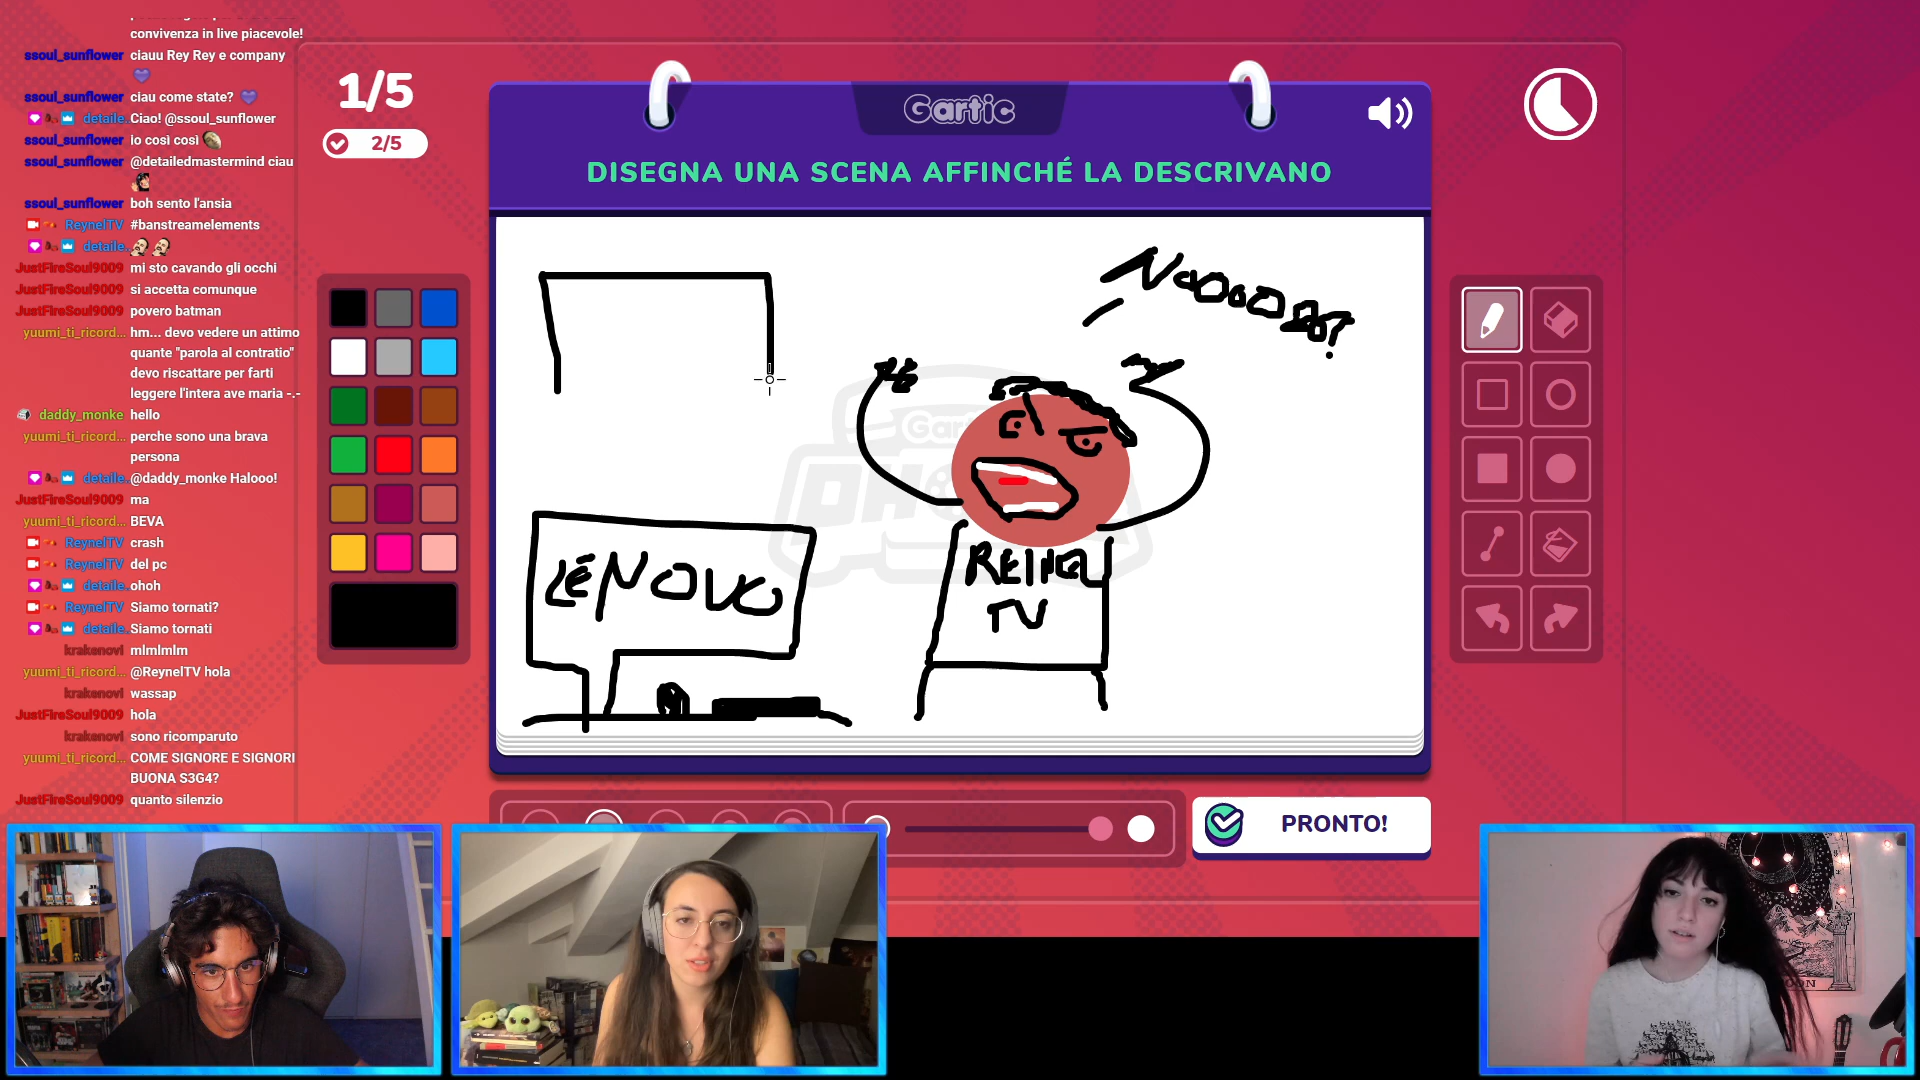 convivenza in live piacevole!
ssoul_sunflower ciauu Rey Rey e company
ssoul_sunflower ciau come state?
detaile.. Ciao! @ssoul_sunflower
ssoul_sunflower io così così
ssoul_sunflower @detailedmastermind ciau
ssoul_sunflower boh sento l'ansia
ReynelTV #banstreamelements
detaile..
JustFireSoul9009 mi sto cavando gli occhi
JustFireSoul9009 si accetta comunque
JustFireSoul9009 povero batman
yuumi_ti_ricord... hm... devo vedere un attimo
quante "parola al contratio"
devo riscattare per farti
leggere l'intera ave maria -.-
daddy_monke hello
yuumi_ti_ricord... perche sono una brava
persona
detaile.. @daddy_monke Halooo!
JustFireSoul9009 ma
yuumi_ti_ricord... BEVA
ReynelTV crash
ReynelTV del pc
detaile.. ohoh
ReynelTV Siamo tornati?
detaile.. Siamo tornati
krakenovi mlmlmlm
yuumi_ti_ricord... @ReynelTV hola
krakenovi wassap
JustFireSoul9009 hola
krakenovi sono ricomparuto
yuumi_ti_ricord... COME SIGNORE E SIGNORI
BUONA S3G4?
JustFireSoul9009 quanto silenzio
1/5
2/5
Gartic
DISEGNA UNA SCENA AFFINCHÉ LA DESCRIVANO
LENOVO
TV
PRONTO!